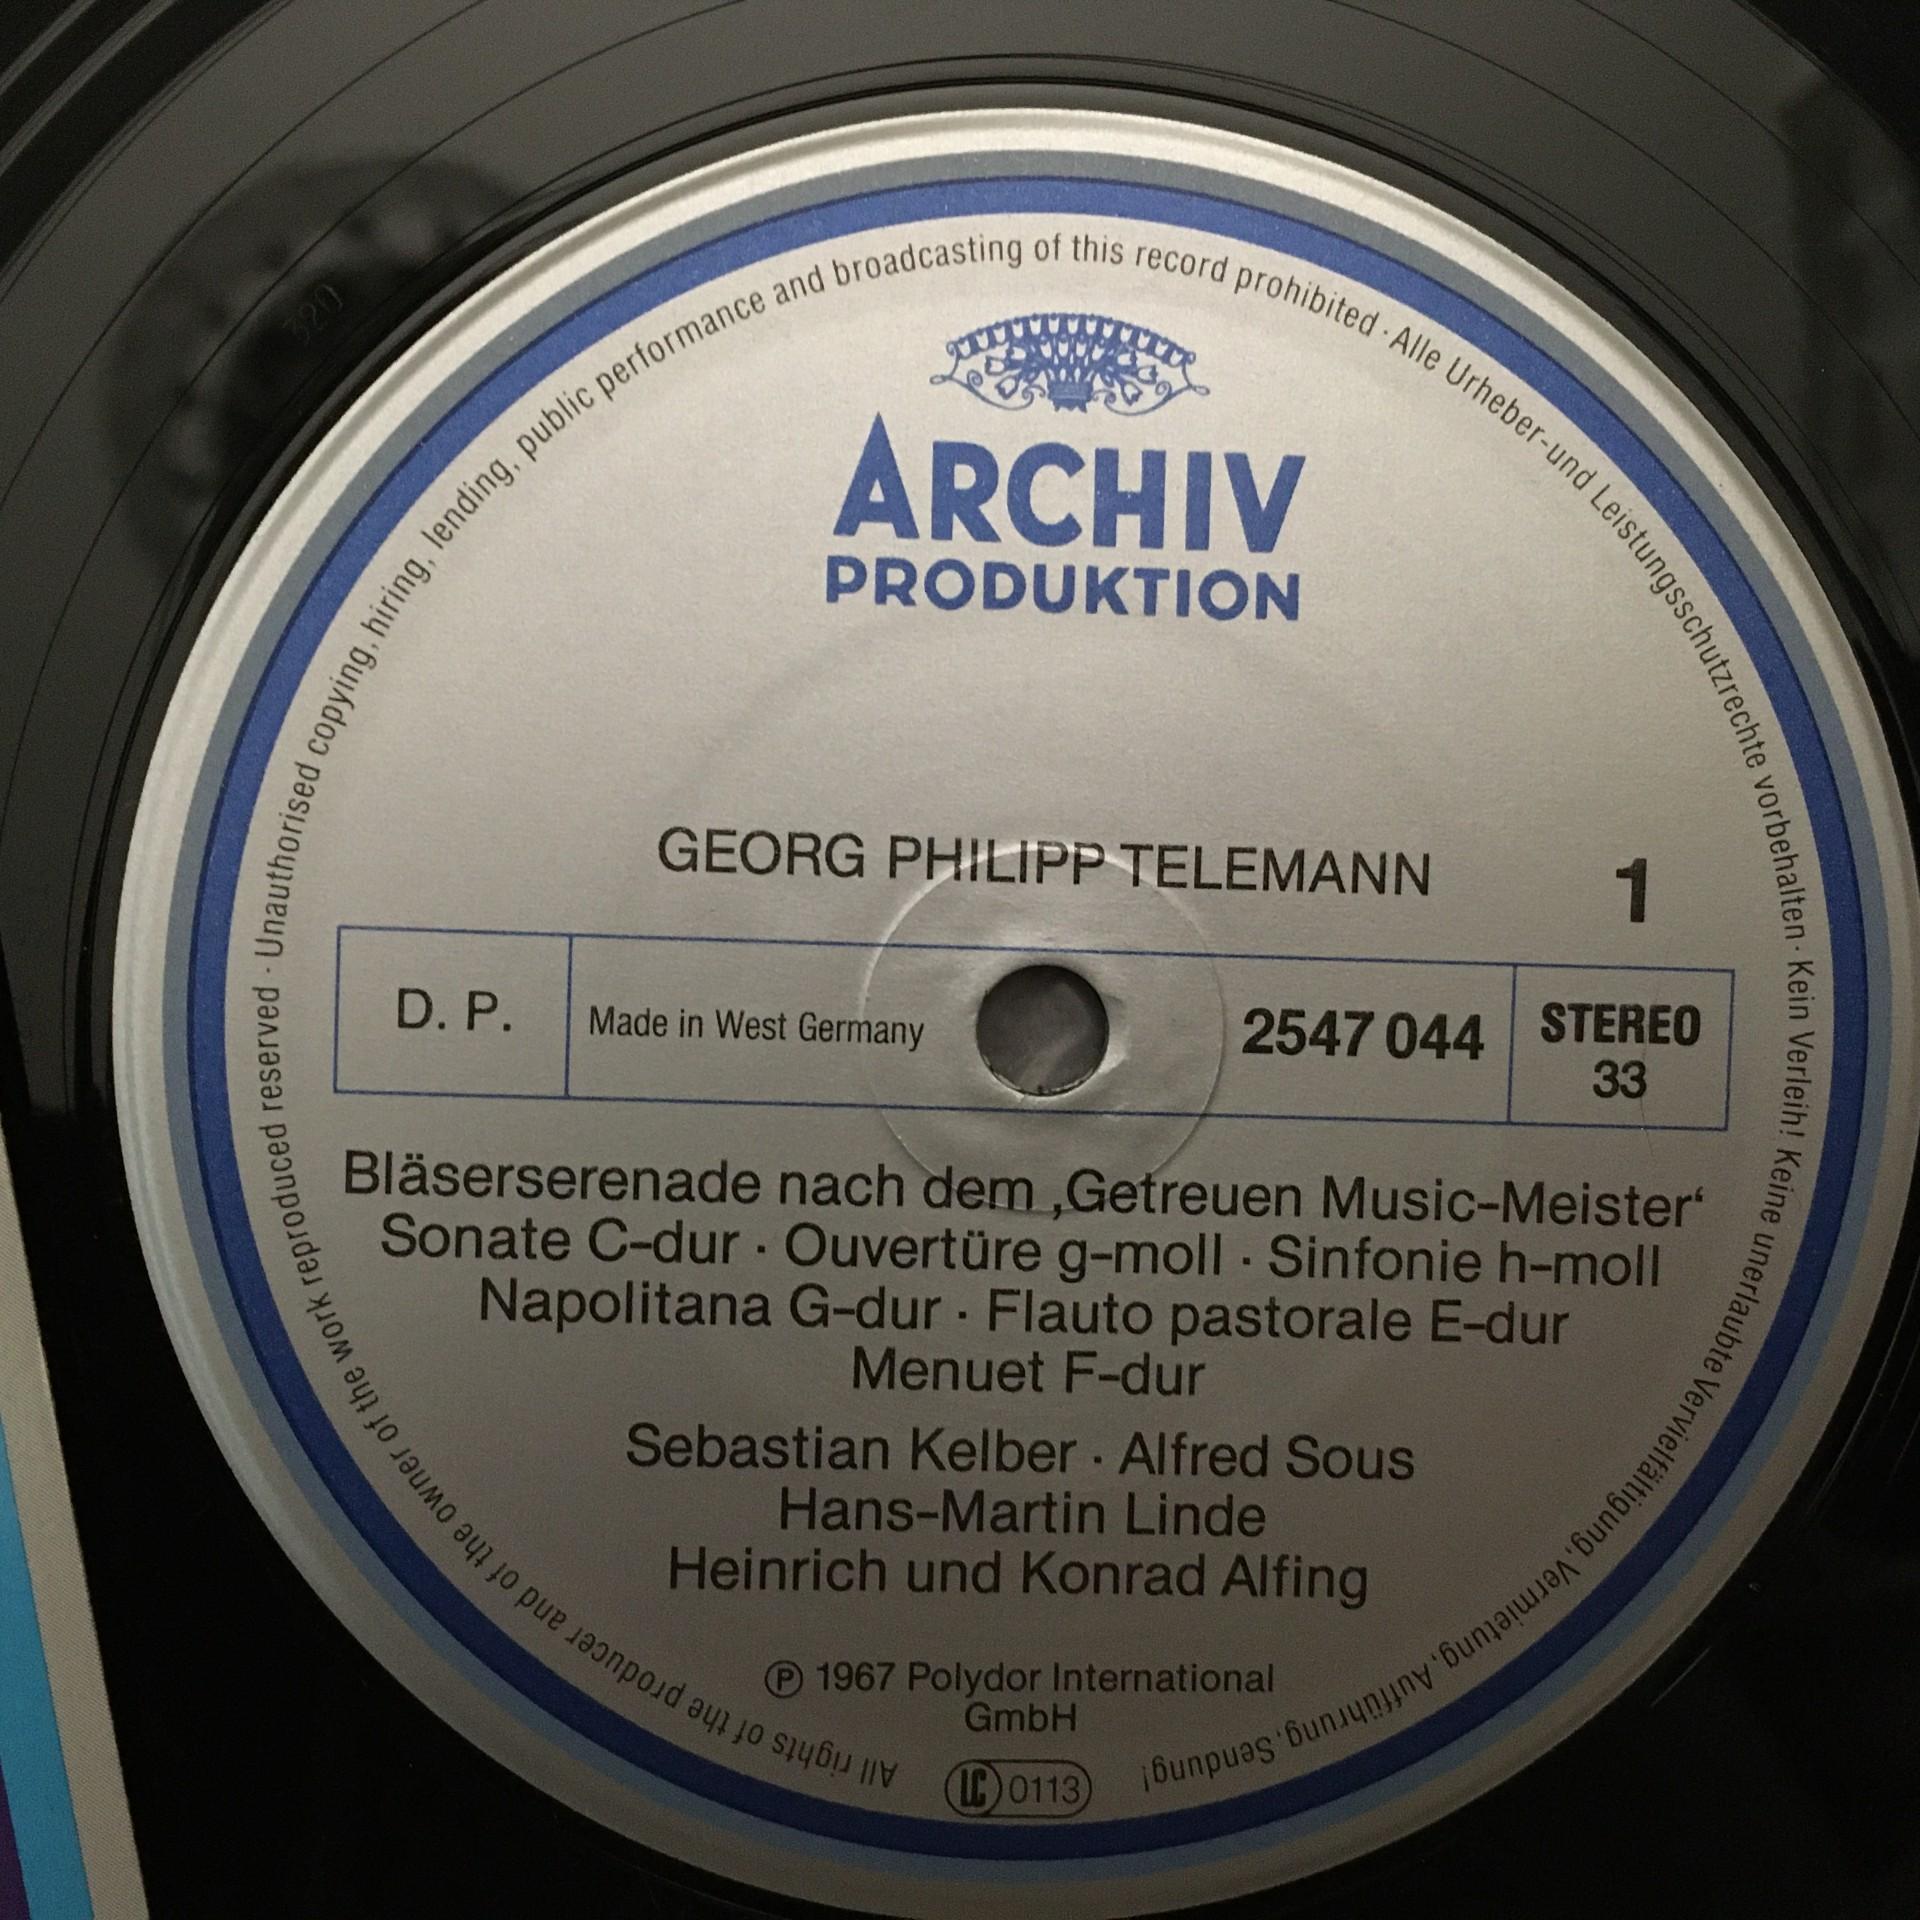 All rights of the producer and of the owner of the work reproduced reserved · Unauthorised copying, hiring, lending, public performance and broadcasting of this record prohibited · Alle Urheber-und Leistungsschutzrechte vorbehalten · Kein Verleih! Keine unerlaubte Vervielfältigung, Vermietung, Aufführung, Sendung!
320
ARCHIV
PRODUKTION
GEORG PHILIPP TELEMANN
1
D. P.
Made in West Germany
2547 044
STEREO
33
Bläserserenade nach dem ‚Getreuen Music-Meister‘
Sonate C-dur · Ouvertüre g-moll · Sinfonie h-moll
Napolitana G-dur · Flauto pastorale E-dur
Menuet F-dur
Sebastian Kelber · Alfred Sous
Hans-Martin Linde
Heinrich und Konrad Alfing
Ⓟ 1967 Polydor International
GmbH
LC 0113